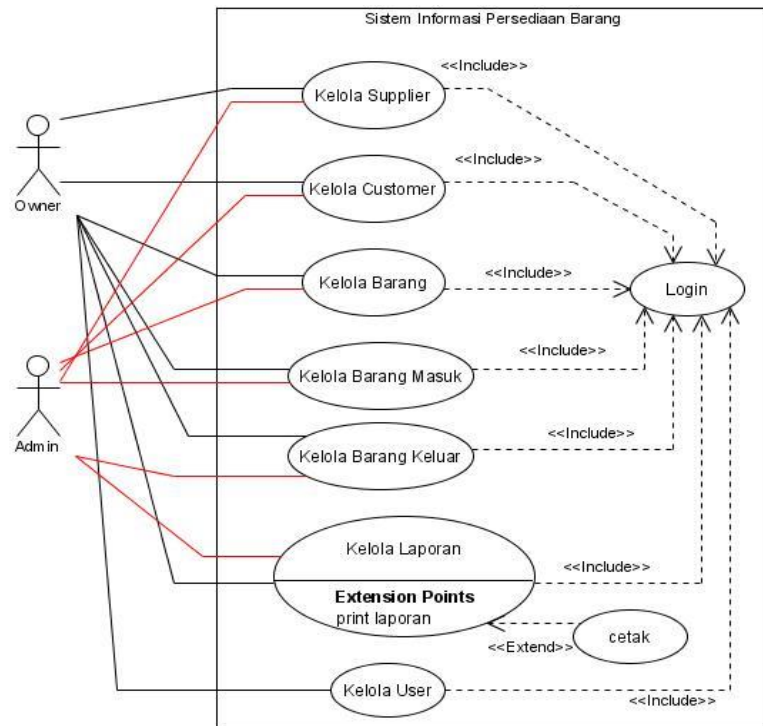 Sistem Informasi Persediaan Barang
<<Include>>
Kelola Supplier
<<Include>>
Kelola Customer
Owner
<<Include>>
Kelola Barang
Login
<<Include>>
Kelola Barang Masuk
Admin
<<Include>>
Kelola Barang Keluar
Kelola Laporan
<<Include>>
Extension Points
print laporan
cetak
<<Extend>>
Kelola User
<<Include>>